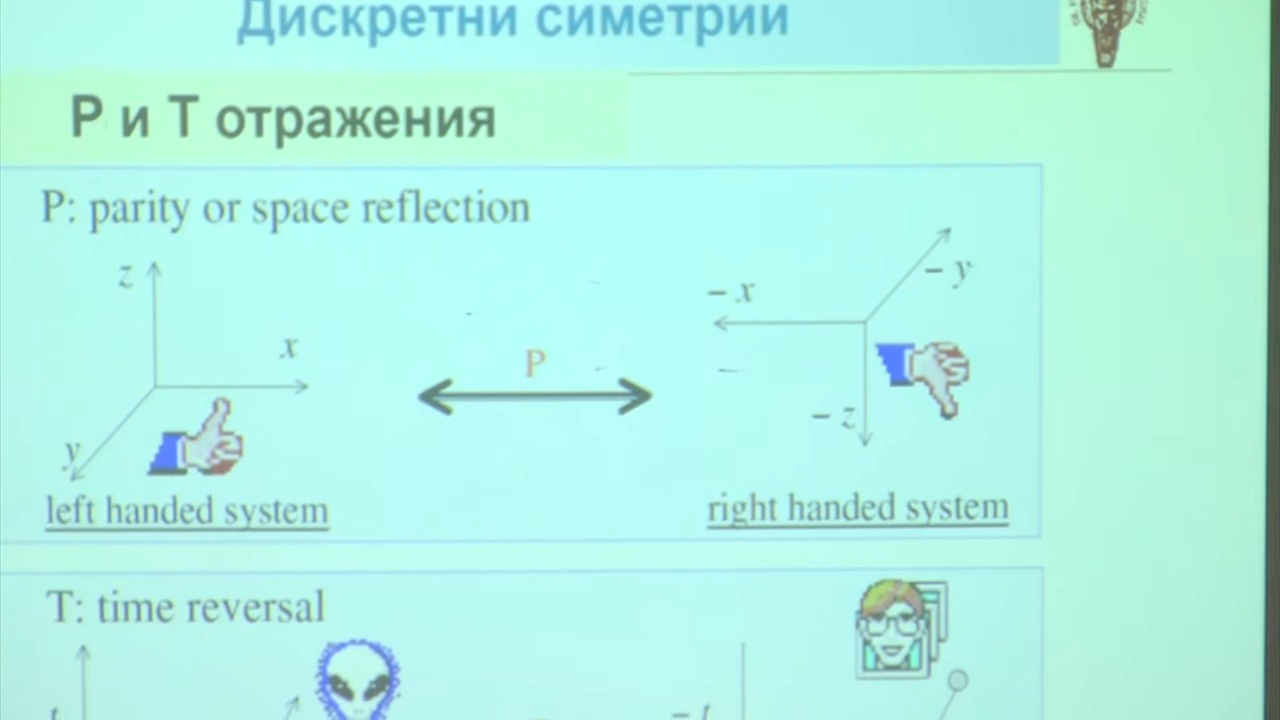 Дискретни симетрии
Р и Т отражения
P: parity or space reflection
z
x
y
left handed system
P
– x
– y
– z
right handed system
T: time reversal
– t